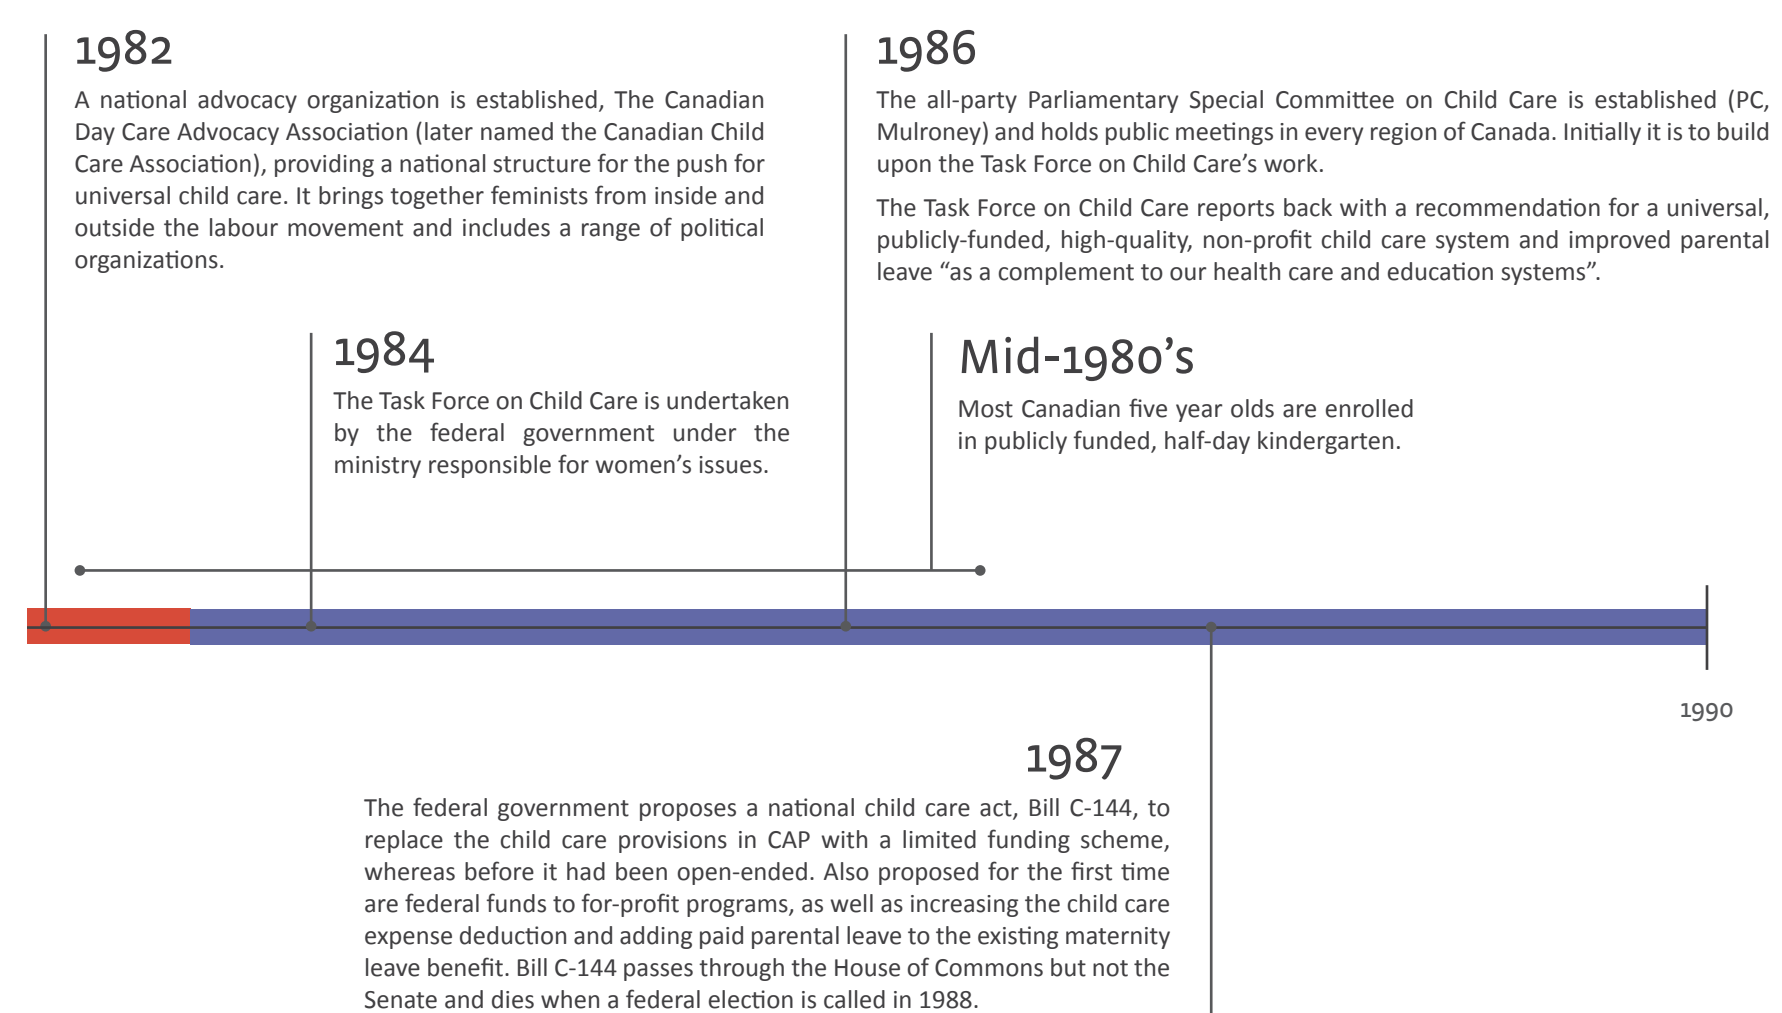 1982
A national advocacy organization is established, The Canadian
Day Care Advocacy Association (later named the Canadian Child
Care Association), providing a national structure for the push for
universal child care. It brings together feminists from inside and
outside the labour movement and includes a range of political
organizations.
1986
The all-party Parliamentary Special Committee on Child Care is established (PC,
Mulroney) and holds public meetings in every region of Canada. Initially it is to build
upon the Task Force on Child Care's work.
The Task Force on Child Care reports back with a recommendation for a universal,
publicly-funded, high-quality, non-profit child care system and improved parental
leave “as a complement to our health care and education systems”.
1984
The Task Force on Child Care is undertaken
by the federal government under the
ministry responsible for women's issues.
Mid-1980's
Most Canadian five year olds are enrolled
in publicly funded, half-day kindergarten.
1990
1987
The federal government proposes a national child care act, Bill C-144, to
replace the child care provisions in CAP with a limited funding scheme,
whereas before it had been open-ended. Also proposed for the first time
are federal funds to for-profit programs, as well as increasing the child care
expense deduction and adding paid parental leave to the existing maternity
leave benefit. Bill C-144 passes through the House of Commons but not the
Senate and dies when a federal election is called in 1988.